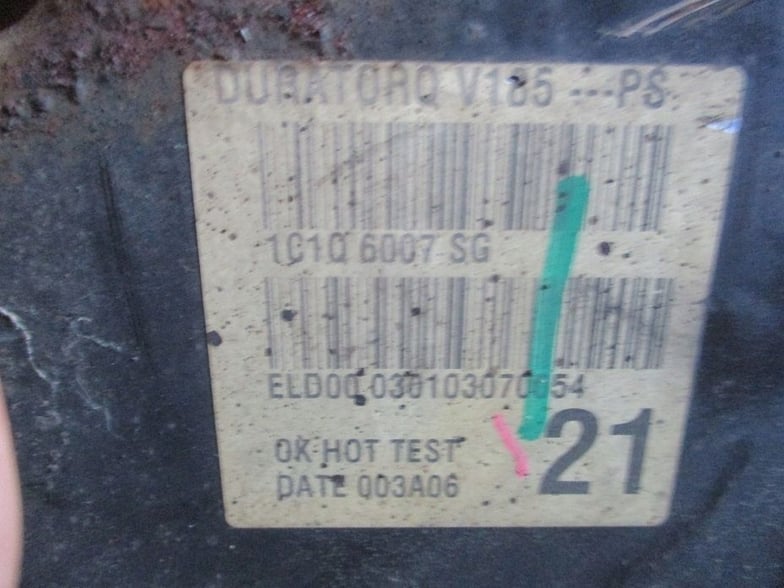 DURATORQ V185 ---PS
1C1Q 6007 SG
ELD00 030103070054
OK HOT TEST
DATE 003A06
21